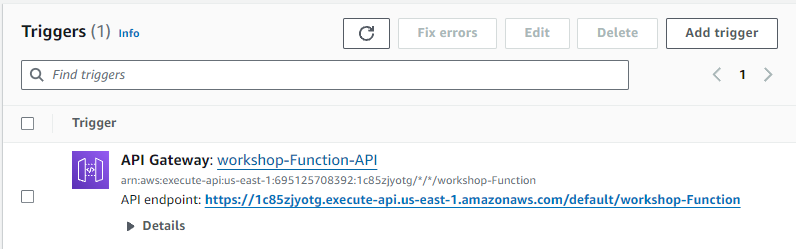 Triggers (1) Info
Fix errors
Edit
Delete
Add trigger
Find triggers
1
Trigger
API Gateway: workshop-Function-API
arn:aws:execute-api:us-east-1:695125708392:1c85zjyotg/*/*/workshop-Function
API endpoint: https://1c85zjyotg.execute-api.us-east-1.amazonaws.com/default/workshop-Function
Details